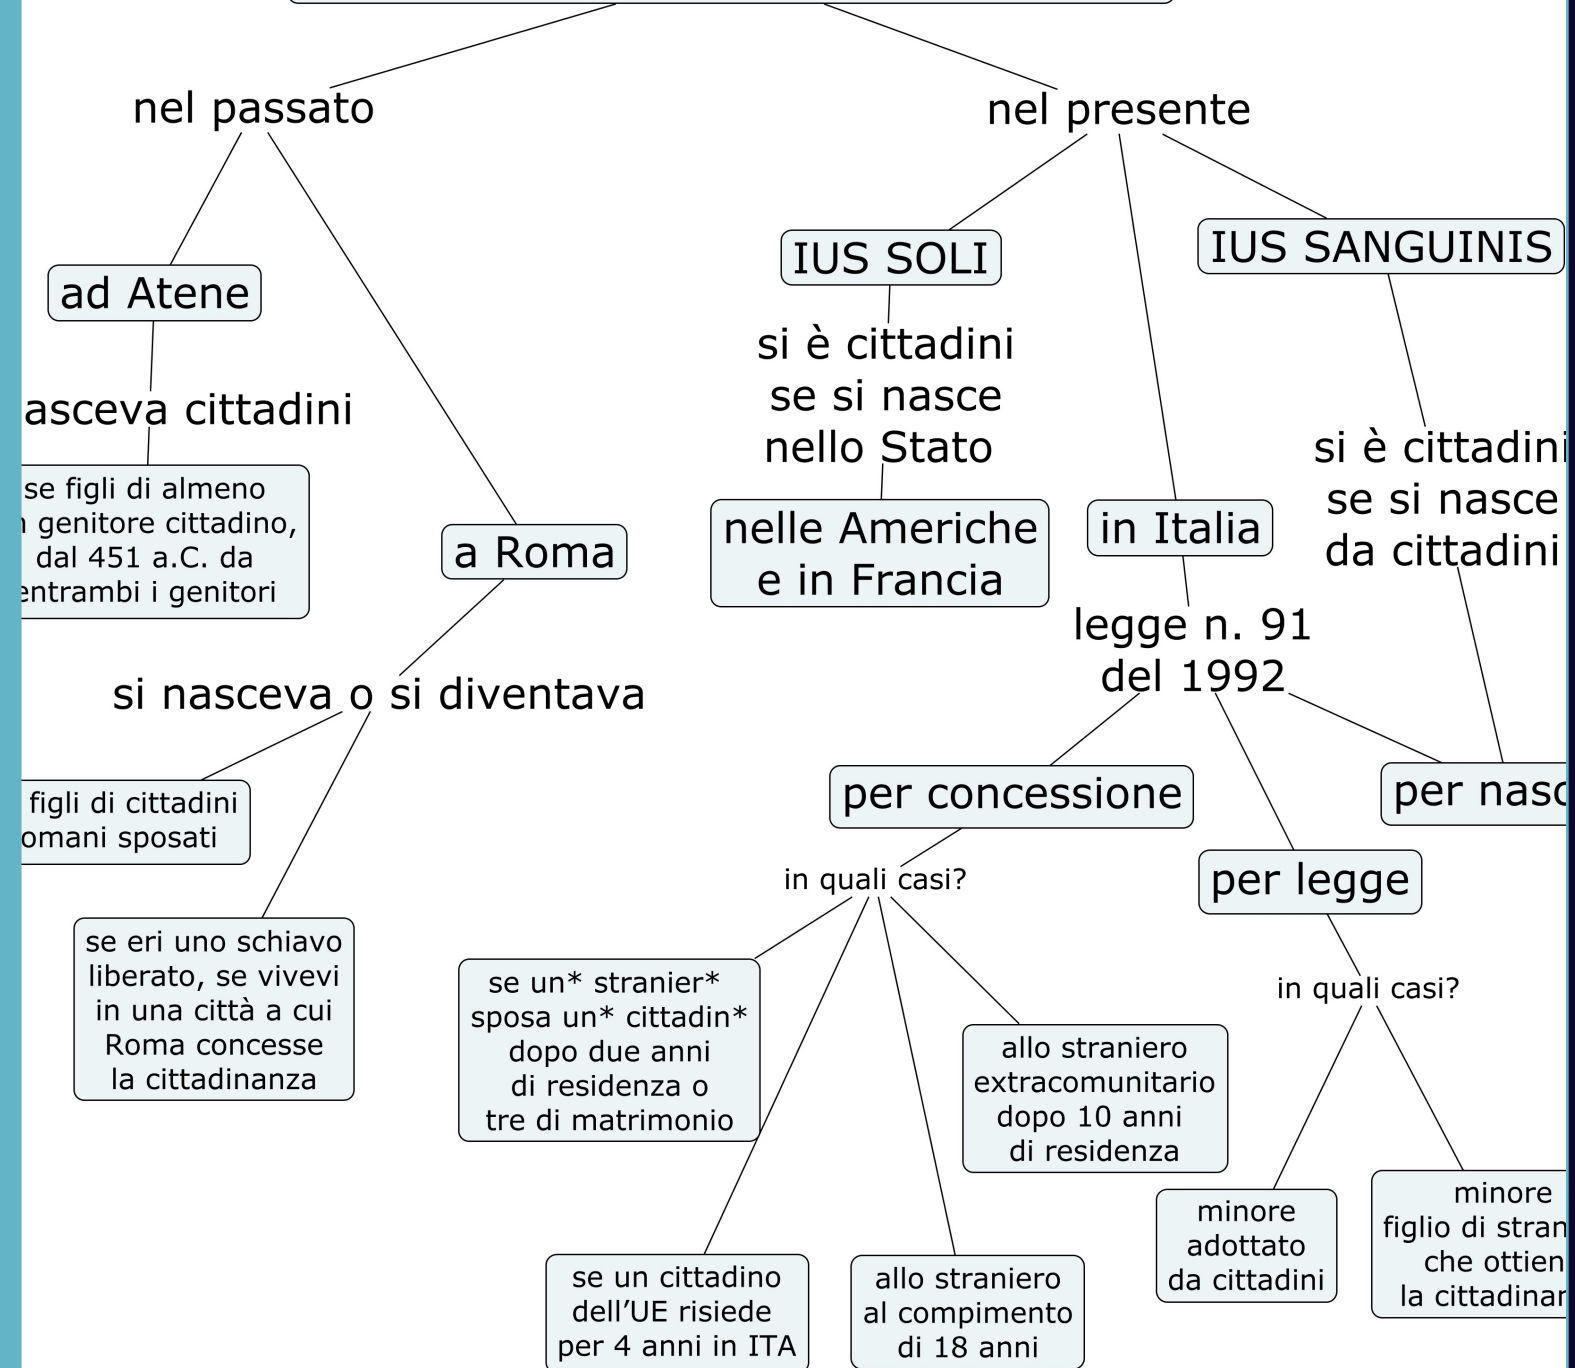 nel passato
nel presente
ad Atene
asceva cittadini
se figli di almeno
genitore cittadino,
dal 451 a.C. da
entrambi i genitori
a Roma
si nasceva o si diventava
figli di cittadini
omani sposati
se eri uno schiavo
liberato, se vivevi
in una città a cui
Roma concesse
la cittadinanza
IUS SOLI
si è cittadini
se si nasce
nello Stato
nelle Americhe
e in Francia
in Italia
legge n. 91
del 1992
IUS SANGUINIS
si è cittadini
se si nasce
da cittadini
per concessione
in quali casi?
se un* stranier*
sposa un* cittadin*
dopo due anni
di residenza o
tre di matrimonio
se un cittadino
dell'UE risiede
per 4 anni in ITA
allo straniero
al compimento
di 18 anni
allo straniero
extracomunitario
dopo 10 anni
di residenza
per legge
in quali casi?
minore
adottato
da cittadini
minore
figlio di stran
che ottien
la cittadinan
per nasc